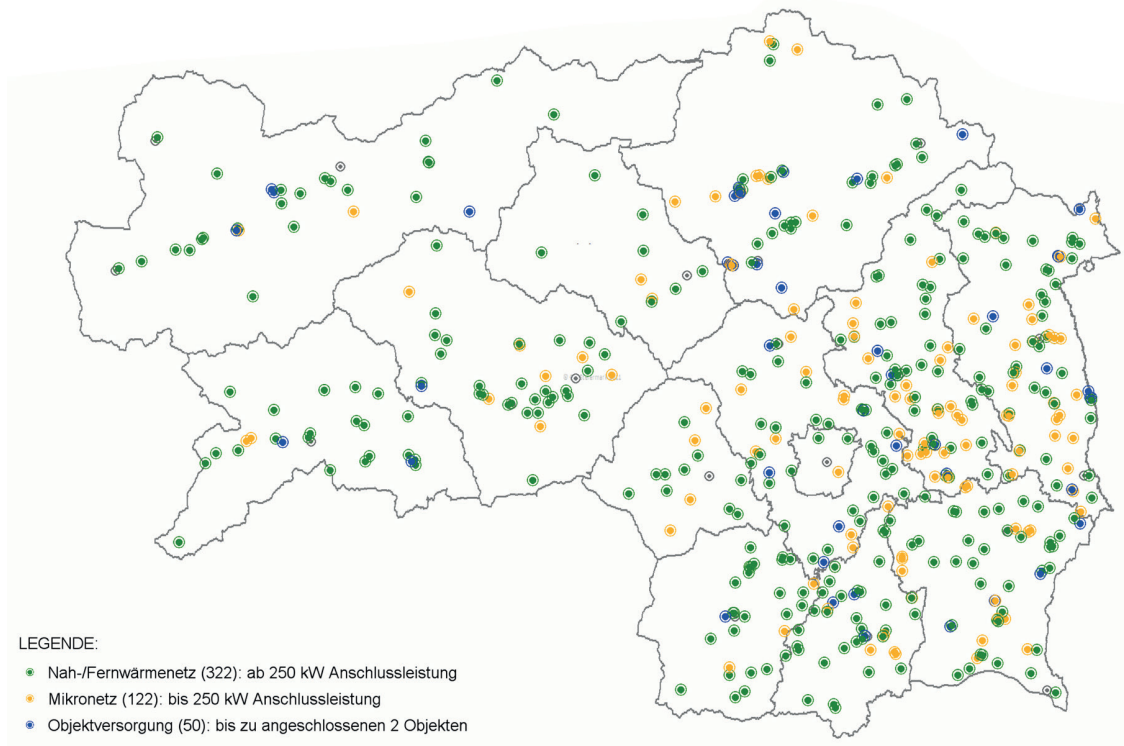 LEGENDE:
Nah-/Fernwärmenetz (322): ab 250 kW Anschlussleistung
Mikronetz (122): bis 250 kW Anschlussleistung
Objektversorgung (50): bis zu angeschlossenen 2 Objekten